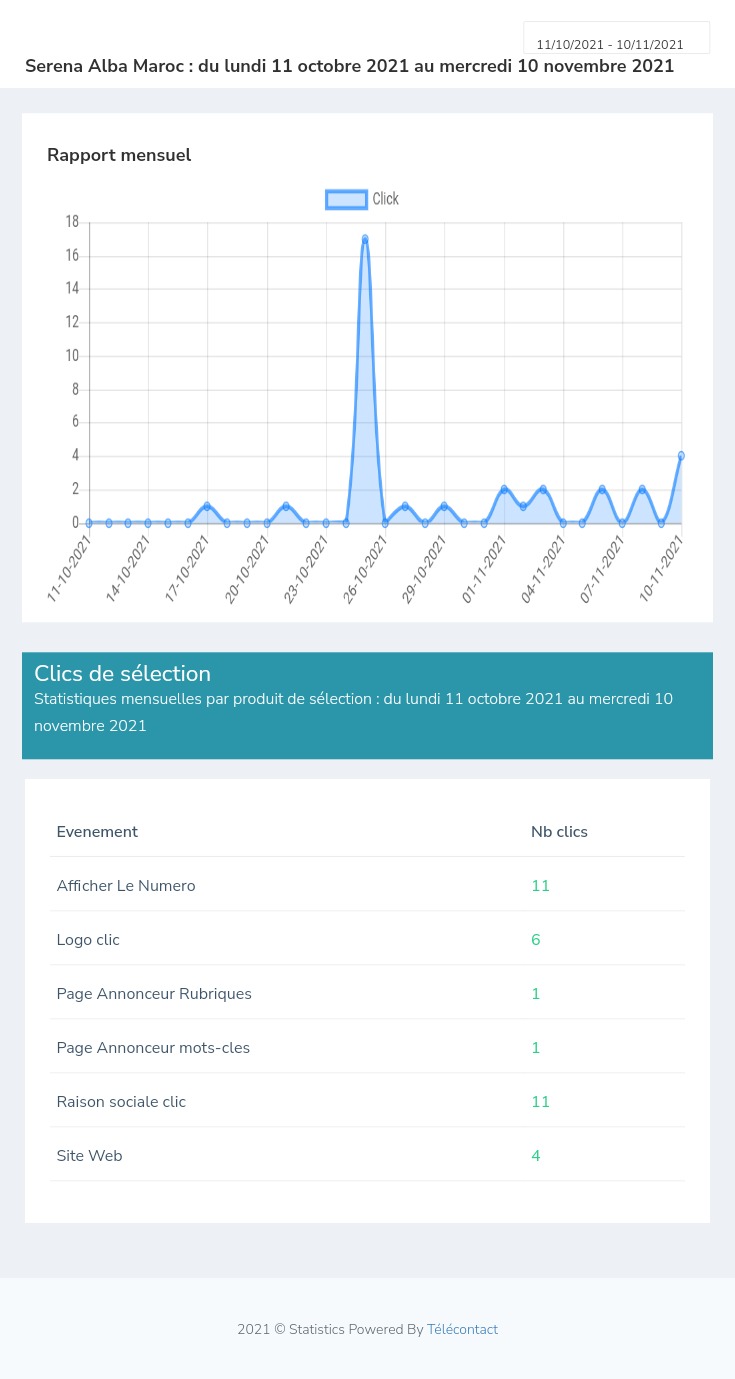 11/10/2021 - 10/11/2021
Serena Alba Maroc : du lundi 11 octobre 2021 au mercredi 10 novembre 2021
Rapport mensuel
Click
18
16
14
12
10
8
6
4
2
0
11-10-2021
14-10-2021
17-10-2021
20-10-2021
23-10-2021
26-10-2021
29-10-2021
01-11-2021
04-11-2021
07-11-2021
10-11-2021
Clics de sélection
Statistiques mensuelles par produit de sélection : du lundi 11 octobre 2021 au mercredi 10
novembre 2021
Evenement Nb clics
Afficher Le Numero 11
Logo clic 6
Page Annonceur Rubriques 1
Page Annonceur mots-cles 1
Raison sociale clic 11
Site Web 4
2021 © Statistics Powered By Télécontact